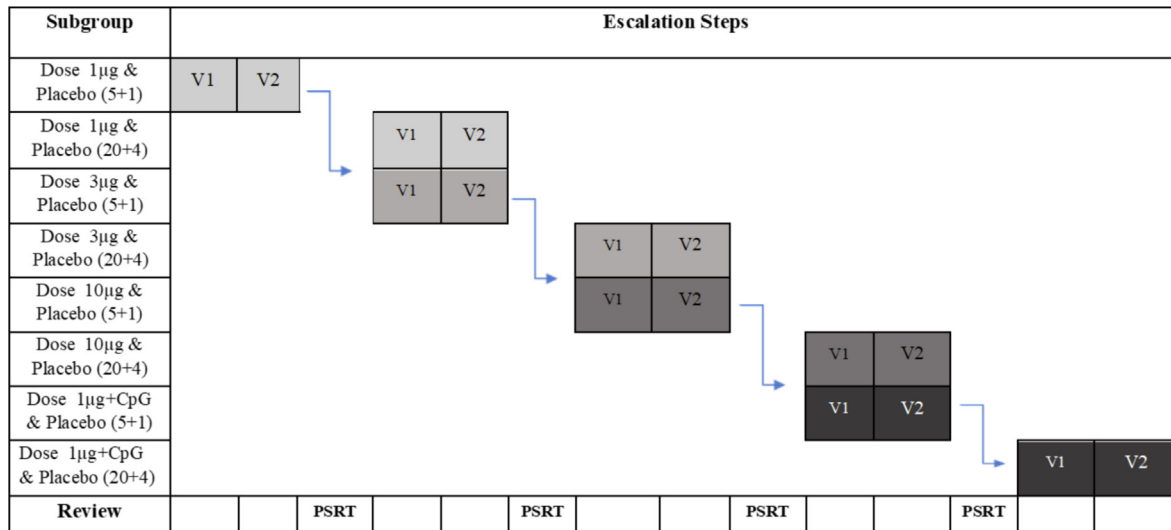 Subgroup Escalation Steps
Dose 1µg &
Placebo (5+1)
V1 V2
Dose 1µg &
Placebo (20+4)
V1 V2
Dose 3µg &
Placebo (5+1)
V1 V2
Dose 3µg &
Placebo (20+4)
V1 V2
Dose 10µg &
Placebo (5+1)
V1 V2
Dose 10µg &
Placebo (20+4)
V1 V2
Dose 1µg+CpG
& Placebo (5+1)
V1 V2
Dose 1µg+CpG
& Placebo (20+4)
V1 V2
Review PSRT PSRT PSRT PSRT